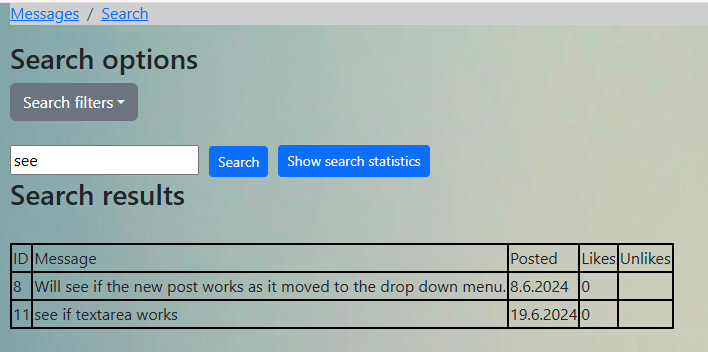 Messages / Search
Search options
Search filters
see Search Show search statistics
Search results
ID Message Posted Likes Unlikes
8 Will see if the new post works as it moved to the drop down menu. 8.6.2024 0
11 see if textarea works 19.6.2024 0